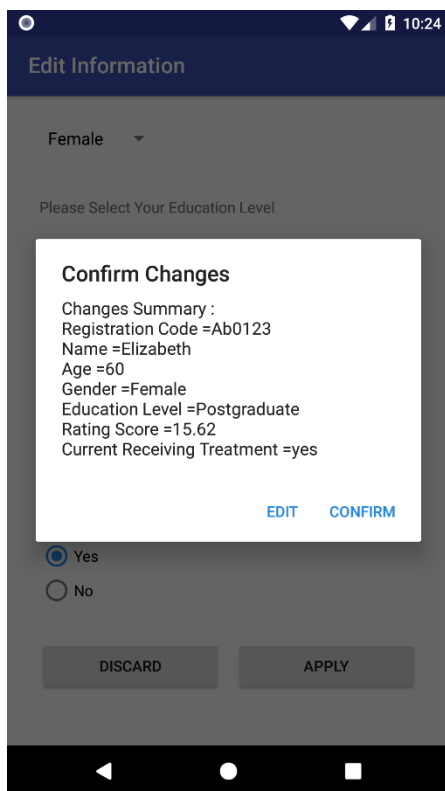 10:24
Edit Information
Female
Please Select Your Education Level
Confirm Changes
Changes Summary :
Registration Code =Ab0123
Name =Elizabeth
Age =60
Gender =Female
Education Level =Postgraduate
Rating Score =15.62
Current Receiving Treatment =yes
EDIT CONFIRM
Yes
No
DISCARD APPLY